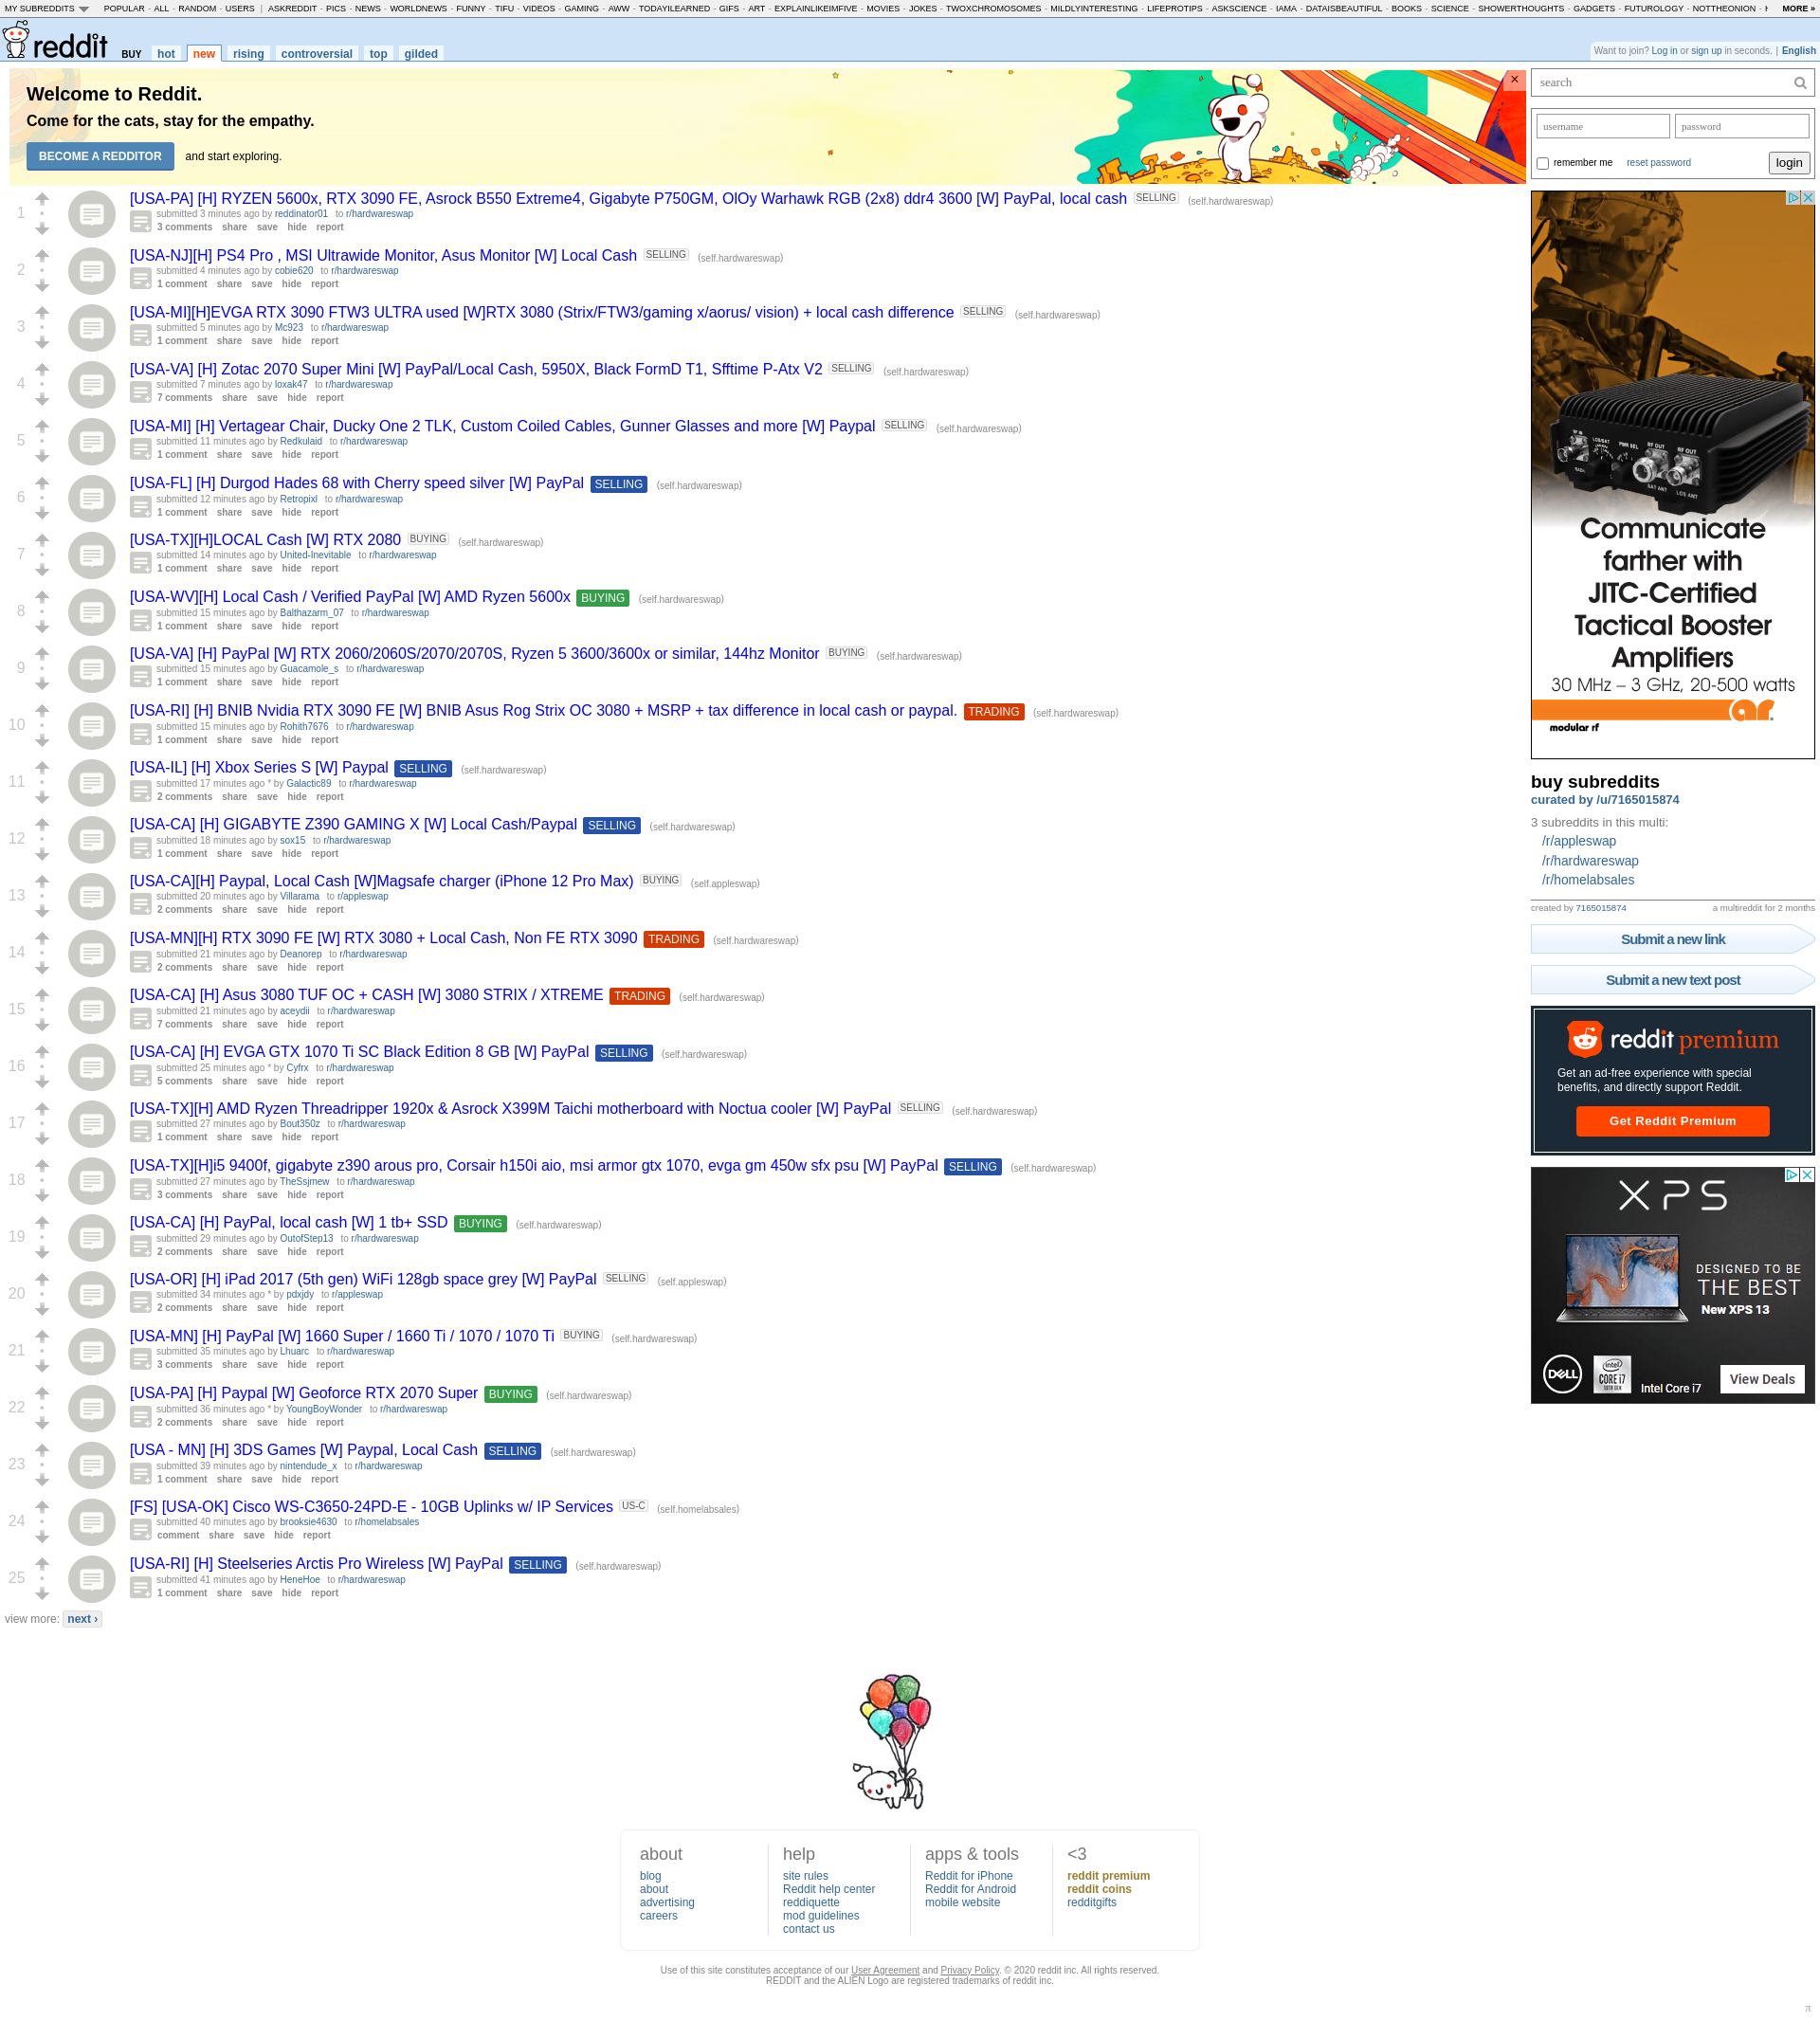 MY SUBREDDITS POPULAR - ALL - RANDOM - USERS | ASKREDDIT - PICS - NEWS - WORLDNEWS - FUNNY - TIFU - VIDEOS - GAMING - AWW - TODAYILEARNED - GIFS - ART - EXPLAINLIKEIMFIVE - MOVIES - JOKES - TWOXCHROMOSOMES - MILDLYINTERESTING - LIFEPROTIPS - ASKSCIENCE - IAMA - DATAISBEAUTIFUL - BOOKS - SCIENCE - SHOWERTHOUGHTS - GADGETS - FUTUROLOGY - NOTTHEONION - MORE »
reddit BUY hot new rising controversial top gilded
Want to join? Log in or sign up in seconds. | English
Welcome to Reddit.
Come for the cats, stay for the empathy.
BECOME A REDDITOR and start exploring.
×
1
[USA-PA] [H] RYZEN 5600x, RTX 3090 FE, Asrock B550 Extreme4, Gigabyte P750GM, OlOy Warhawk RGB (2x8) ddr4 3600 [W] PayPal, local cash SELLING (self.hardwareswap)
submitted 3 minutes ago by reddinator01 to r/hardwareswap
3 comments share save hide report
2
[USA-NJ][H] PS4 Pro , MSI Ultrawide Monitor, Asus Monitor [W] Local Cash SELLING (self.hardwareswap)
submitted 4 minutes ago by cobie620 to r/hardwareswap
1 comment share save hide report
3
[USA-MI][H]EVGA RTX 3090 FTW3 ULTRA used [W]RTX 3080 (Strix/FTW3/gaming x/aorus/ vision) + local cash difference SELLING (self.hardwareswap)
submitted 5 minutes ago by Mc923 to r/hardwareswap
1 comment share save hide report
4
[USA-VA] [H] Zotac 2070 Super Mini [W] PayPal/Local Cash, 5950X, Black FormD T1, Sfftime P-Atx V2 SELLING (self.hardwareswap)
submitted 7 minutes ago by loxak47 to r/hardwareswap
7 comments share save hide report
5
[USA-MI] [H] Vertagear Chair, Ducky One 2 TLK, Custom Coiled Cables, Gunner Glasses and more [W] Paypal SELLING (self.hardwareswap)
submitted 11 minutes ago by Redkulaid to r/hardwareswap
1 comment share save hide report
6
[USA-FL] [H] Durgod Hades 68 with Cherry speed silver [W] PayPal SELLING (self.hardwareswap)
submitted 12 minutes ago by Retropixl to r/hardwareswap
1 comment share save hide report
7
[USA-TX][H]LOCAL Cash [W] RTX 2080 BUYING (self.hardwareswap)
submitted 14 minutes ago by United-Inevitable to r/hardwareswap
1 comment share save hide report
8
[USA-WV][H] Local Cash / Verified PayPal [W] AMD Ryzen 5600x BUYING (self.hardwareswap)
submitted 15 minutes ago by Balthazarm_07 to r/hardwareswap
1 comment share save hide report
9
[USA-VA] [H] PayPal [W] RTX 2060/2060S/2070/2070S, Ryzen 5 3600/3600x or similar, 144hz Monitor BUYING (self.hardwareswap)
submitted 15 minutes ago by Guacamole_s to r/hardwareswap
1 comment share save hide report
10
[USA-RI] [H] BNIB Nvidia RTX 3090 FE [W] BNIB Asus Rog Strix OC 3080 + MSRP + tax difference in local cash or paypal. TRADING (self.hardwareswap)
submitted 15 minutes ago by Rohith7676 to r/hardwareswap
1 comment share save hide report
11
[USA-IL] [H] Xbox Series S [W] Paypal SELLING (self.hardwareswap)
submitted 17 minutes ago * by Galactic89 to r/hardwareswap
2 comments share save hide report
12
[USA-CA] [H] GIGABYTE Z390 GAMING X [W] Local Cash/Paypal SELLING (self.hardwareswap)
submitted 18 minutes ago by sox15 to r/hardwareswap
1 comment share save hide report
13
[USA-CA][H] Paypal, Local Cash [W]Magsafe charger (iPhone 12 Pro Max) BUYING (self.appleswap)
submitted 20 minutes ago by Villarama to r/appleswap
2 comments share save hide report
14
[USA-MN][H] RTX 3090 FE [W] RTX 3080 + Local Cash, Non FE RTX 3090 TRADING (self.hardwareswap)
submitted 21 minutes ago by Deanorep to r/hardwareswap
2 comments share save hide report
15
[USA-CA] [H] Asus 3080 TUF OC + CASH [W] 3080 STRIX / XTREME TRADING (self.hardwareswap)
submitted 21 minutes ago by aceydii to r/hardwareswap
7 comments share save hide report
16
[USA-CA] [H] EVGA GTX 1070 Ti SC Black Edition 8 GB [W] PayPal SELLING (self.hardwareswap)
submitted 25 minutes ago * by Cyfrx to r/hardwareswap
5 comments share save hide report
17
[USA-TX][H] AMD Ryzen Threadripper 1920x & Asrock X399M Taichi motherboard with Noctua cooler [W] PayPal SELLING (self.hardwareswap)
submitted 27 minutes ago by Bout350z to r/hardwareswap
1 comment share save hide report
18
[USA-TX][H]i5 9400f, gigabyte z390 arous pro, Corsair h150i aio, msi armor gtx 1070, evga gm 450w sfx psu [W] PayPal SELLING (self.hardwareswap)
submitted 27 minutes ago by TheSsjmew to r/hardwareswap
3 comments share save hide report
19
[USA-CA] [H] PayPal, local cash [W] 1 tb+ SSD BUYING (self.hardwareswap)
submitted 29 minutes ago by OutofStep13 to r/hardwareswap
2 comments share save hide report
20
[USA-OR] [H] iPad 2017 (5th gen) WiFi 128gb space grey [W] PayPal SELLING (self.appleswap)
submitted 34 minutes ago * by pdxjdy to r/appleswap
2 comments share save hide report
21
[USA-MN] [H] PayPal [W] 1660 Super / 1660 Ti / 1070 / 1070 Ti BUYING (self.hardwareswap)
submitted 35 minutes ago by Lhuarc to r/hardwareswap
3 comments share save hide report
22
[USA-PA] [H] Paypal [W] Geoforce RTX 2070 Super BUYING (self.hardwareswap)
submitted 36 minutes ago * by YoungBoyWonder to r/hardwareswap
2 comments share save hide report
23
[USA - MN] [H] 3DS Games [W] Paypal, Local Cash SELLING (self.hardwareswap)
submitted 39 minutes ago by nintendude_x to r/hardwareswap
1 comment share save hide report
24
[FS] [USA-OK] Cisco WS-C3650-24PD-E - 10GB Uplinks w/ IP Services US-C (self.homelabsales)
submitted 40 minutes ago by brooksie4630 to r/homelabsales
comment share save hide report
25
[USA-RI] [H] Steelseries Arctis Pro Wireless [W] PayPal SELLING (self.hardwareswap)
submitted 41 minutes ago by HeneHoe to r/hardwareswap
1 comment share save hide report
view more: next ›
search
username password
remember me reset password login
RF IN LOS/SAT PWR SEL RF OUT RF OUT
SAT ANT LOS ANT
Communicate
farther with
JITC-Certified
Tactical Booster
Amplifiers
30 MHz – 3 GHz, 20-500 watts
ar
modular rf
buy subreddits
curated by /u/7165015874
3 subreddits in this multi:
/r/appleswap
/r/hardwareswap
/r/homelabsales
created by 7165015874 a multireddit for 2 months
Submit a new link
Submit a new text post
reddit premium
Get an ad-free experience with special
benefits, and directly support Reddit.
Get Reddit Premium
XPS
DESIGNED TO BE
THE BEST
New XPS 13
DELL intel CORE i7 10TH GEN Intel Core i7 View Deals
about
blog
about
advertising
careers
help
site rules
Reddit help center
reddiquette
mod guidelines
contact us
apps & tools
Reddit for iPhone
Reddit for Android
mobile website
<3
reddit premium
reddit coins
redditgifts
Use of this site constitutes acceptance of our User Agreement and Privacy Policy. © 2020 reddit inc. All rights reserved.
REDDIT and the ALIEN Logo are registered trademarks of reddit inc.
π